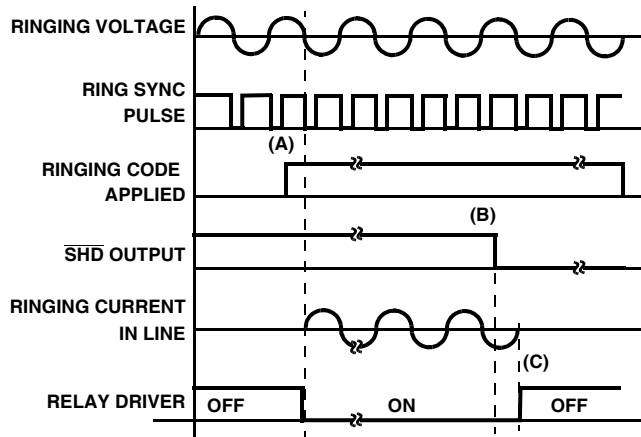 RINGING VOLTAGE
RING SYNC
PULSE
(A)
RINGING CODE
APPLIED
(B)
SHD OUTPUT
RINGING CURRENT
IN LINE
(C)
RELAY DRIVER
OFF
ON
OFF